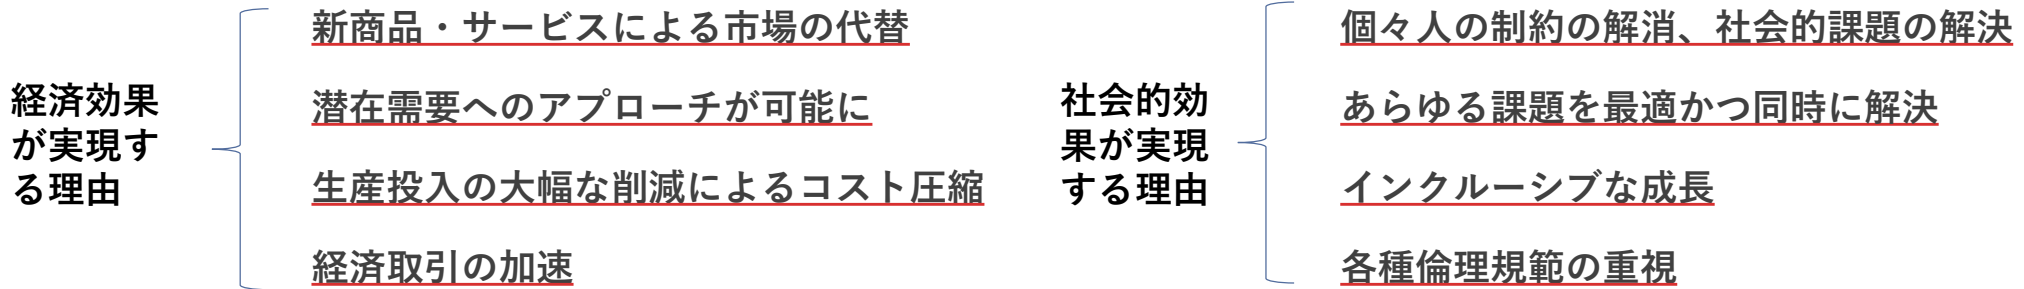 経済効果
が実現す
る理由
新商品・サービスによる市場の代替
潜在需要へのアプローチが可能に
生産投入の大幅な削減によるコスト圧縮
経済取引の加速
社会的効
果が実現
する理由
個々人の制約の解消、社会的課題の解決
あらゆる課題を最適かつ同時に解決
インクルーシブな成長
各種倫理規範の重視